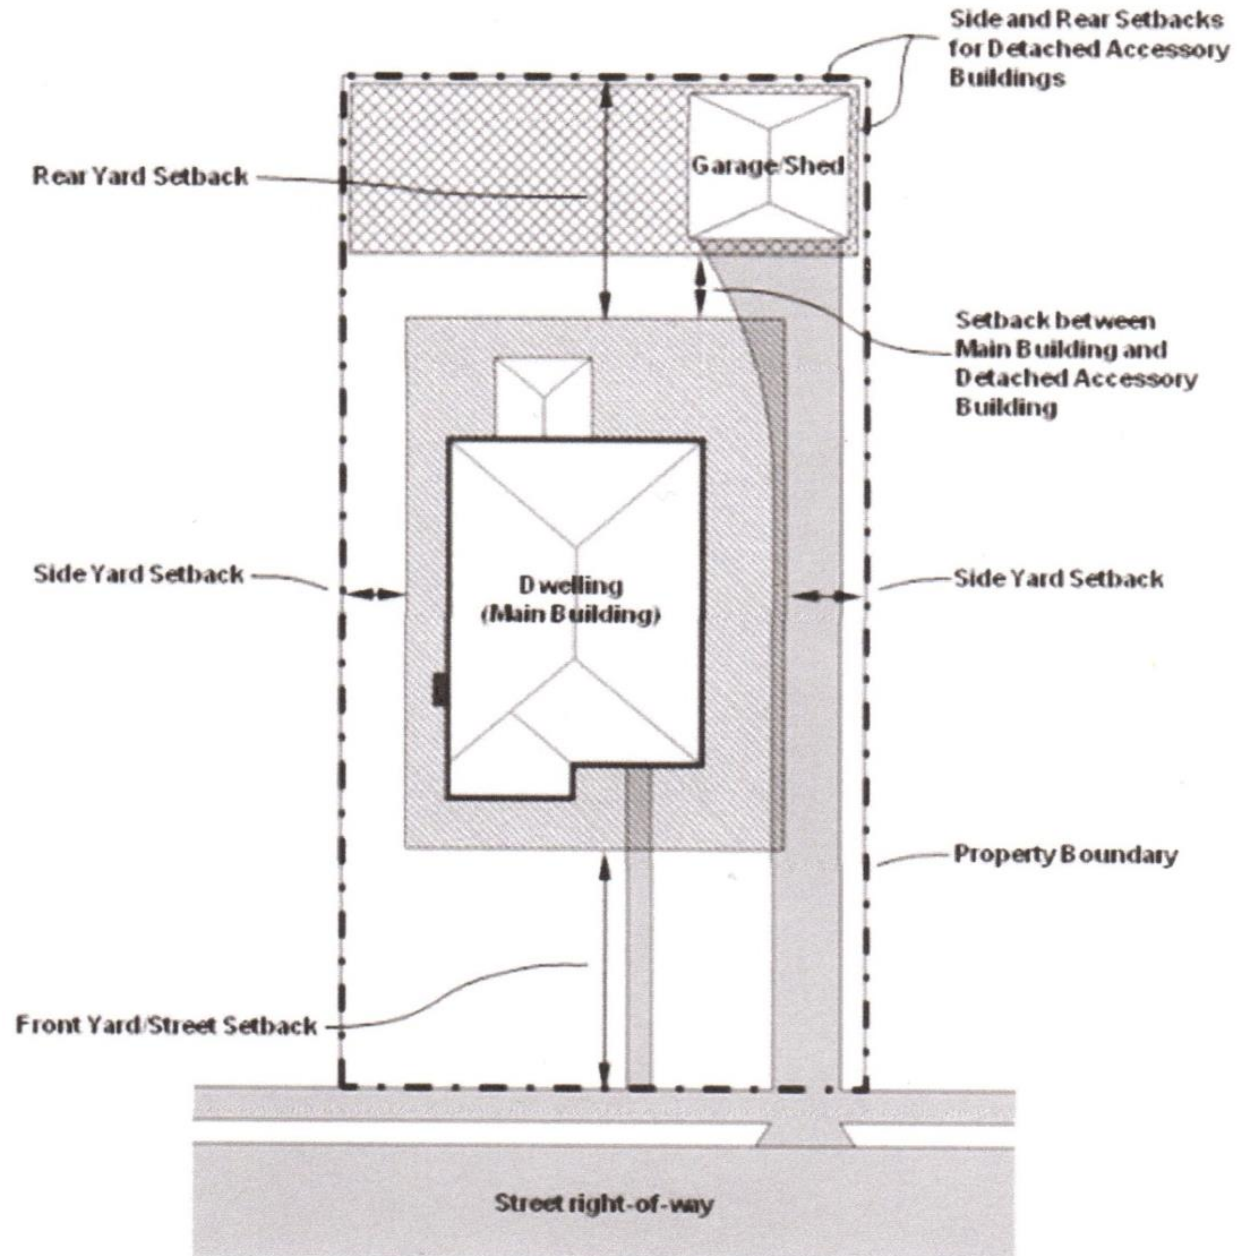 Side and Rear Setbacks
for Detached Accessory
Buildings
Rear Yard Setback
Garage/Shed
Setback between
Main Building and
Detached Accessory
Building
Side Yard Setback
Dwelling
(Main Building)
Side Yard Setback
Property Boundary
Front Yard/Street Setback
Street right-of-way